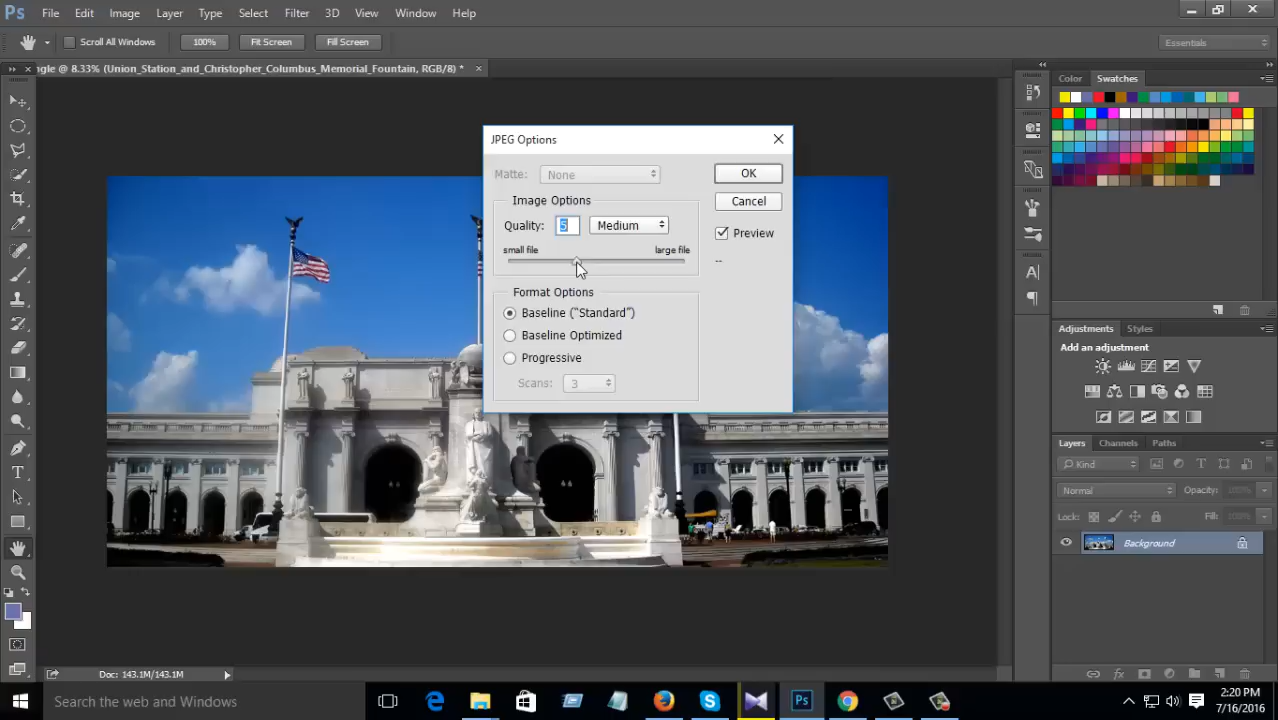 Ps File Edit Image Layer Type Select Filter 3D View Window Help
Scroll All Windows 100% Fit Screen Fill Screen Essentials
ngle @ 8.33% (Union_Station_and_Christopher_Columbus_Memorial_Fountain, RGB/8) *
Color Swatches
JPEG Options
Matte: None OK
Image Options Cancel
Quality: 5 Medium Preview
small file large file
--
Format Options
Baseline ("Standard")
Baseline Optimized
Progressive
Scans: 3
Adjustments Styles
Add an adjustment
Layers Channels Paths
Kind
Normal Opacity: 100%
Lock: Fill: 100%
Background
Doc: 143.1M/143.1M
Search the web and Windows
2:20 PM
7/16/2016